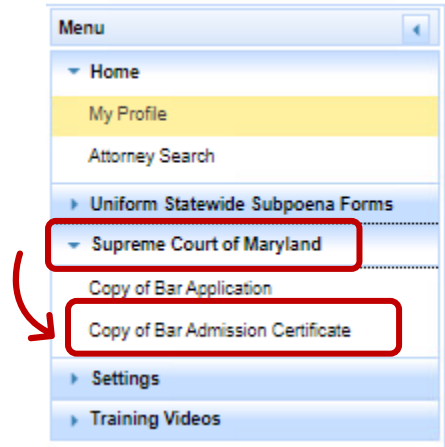 Menu
Home
My Profile
Attorney Search
Uniform Statewide Subpoena Forms
Supreme Court of Maryland
Copy of Bar Application
Copy of Bar Admission Certificate
Settings
Training Videos